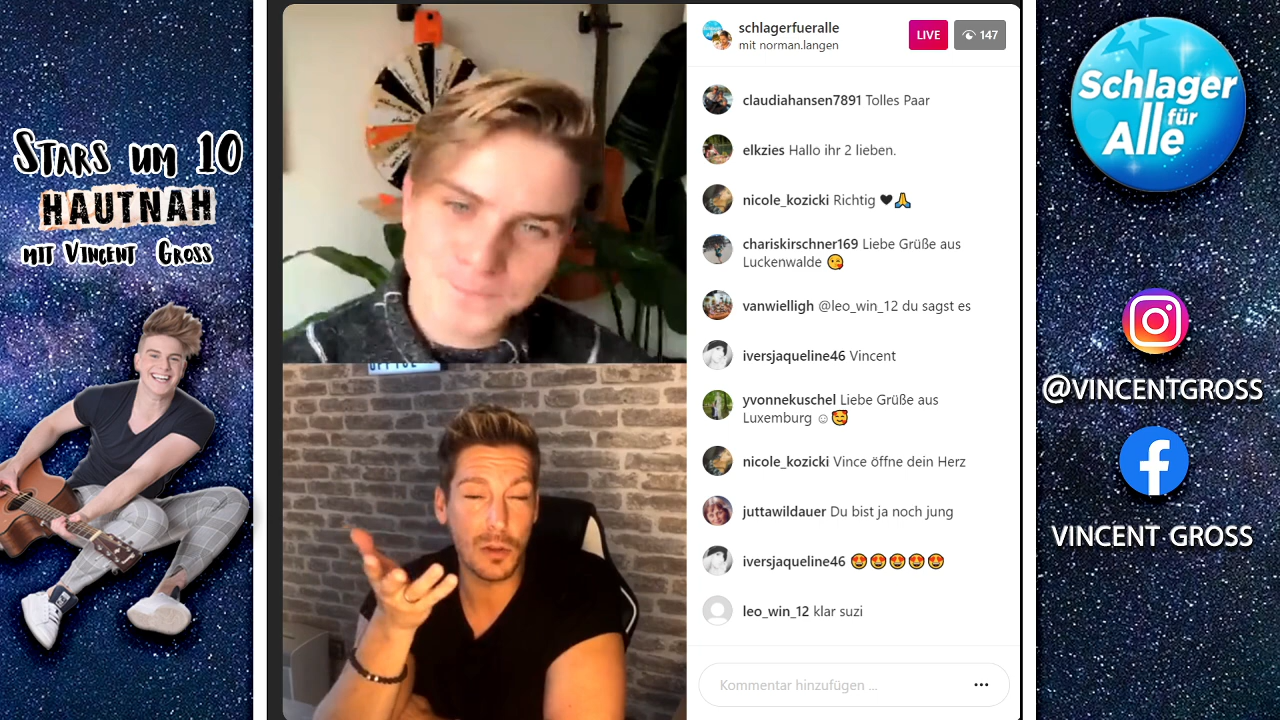 STARS UM 10
HAUTNAH
MIT VINCENT GROSS
OFFICE
schlagerfueralle
mit norman.langen
LIVE
147
claudiahansen7891 Tolles Paar
elkzies Hallo ihr 2 lieben.
nicole_kozicki Richtig 🖤🙏
chariskirschner169 Liebe Grüße aus
Luckenwalde 😘
vanwielligh @leo_win_12 du sagst es
iversjaqueline46 Vincent
yvonnekuschel Liebe Grüße aus
Luxemburg ☺🥰
nicole_kozicki Vince öffne dein Herz
juttawildauer Du bist ja noch jung
iversjaqueline46 😍😍😍😍😍
leo_win_12 klar suzi
Kommentar hinzufügen ...
Schlager
für
Alle
@VINCENTGROSS
VINCENT GROSS